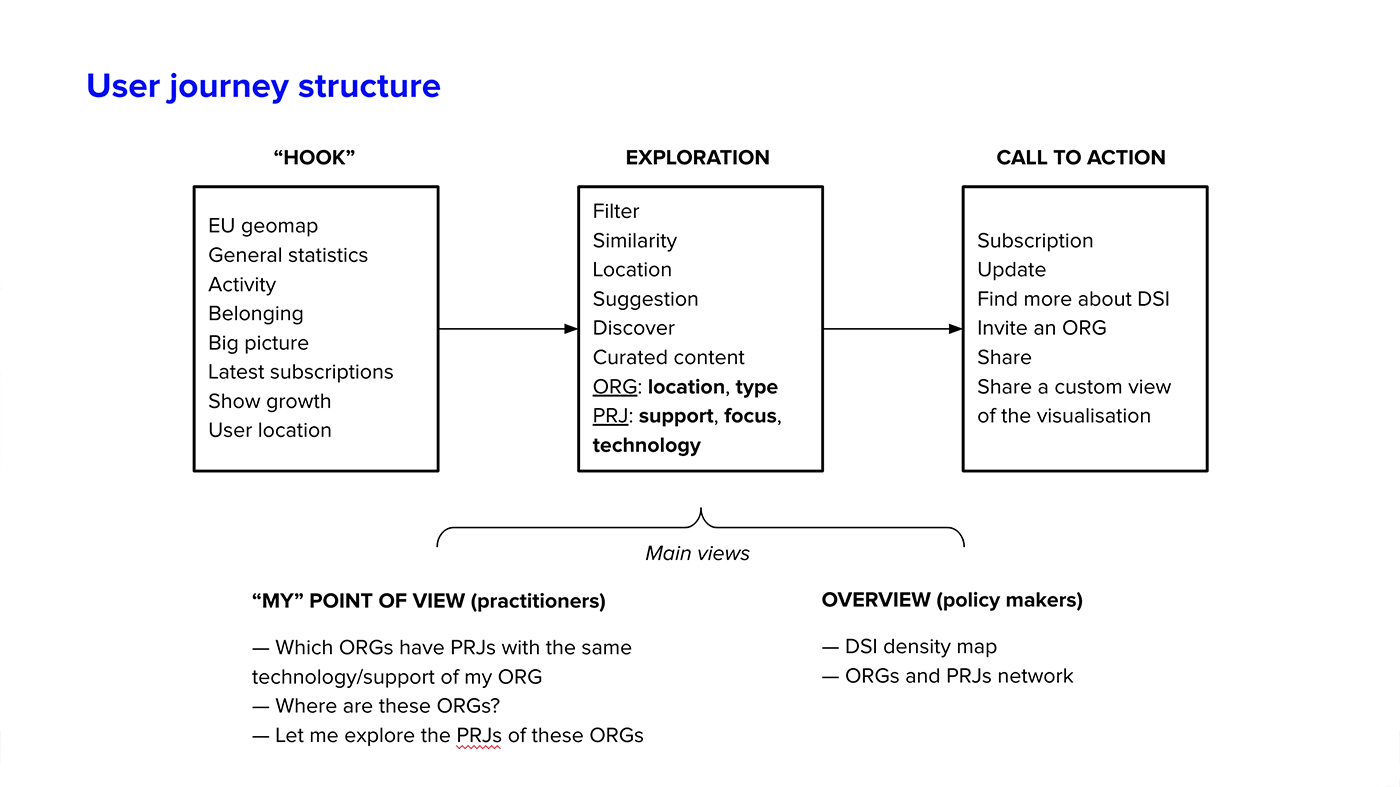 User journey structure
“HOOK”
EU geomap
General statistics
Activity
Belonging
Big picture
Latest subscriptions
Show growth
User location
EXPLORATION
Filter
Similarity
Location
Suggestion
Discover
Curated content
ORG: location, type
PRJ: support, focus,
technology
CALL TO ACTION
Subscription
Update
Find more about DSI
Invite an ORG
Share
Share a custom view
of the visualisation
Main views
“MY” POINT OF VIEW (practitioners)
— Which ORGs have PRJs with the same
technology/support of my ORG
— Where are these ORGs?
— Let me explore the PRJs of these ORGs
OVERVIEW (policy makers)
— DSI density map
— ORGs and PRJs network